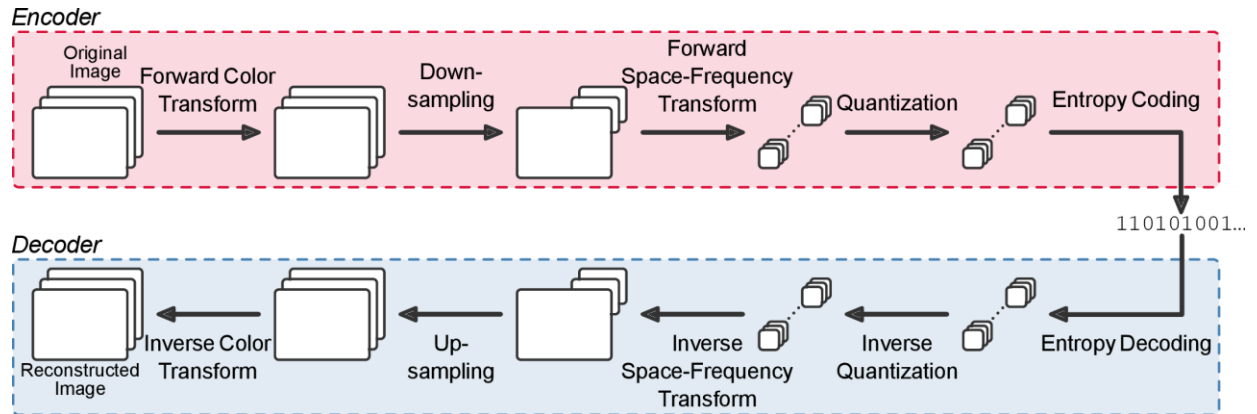 Encoder
Original
Image
Forward Color
Transform
Down-
sampling
Forward
Space-Frequency
Transform
Quantization
Entropy Coding
110101001...
Decoder
Reconstructed
Image
Inverse Color
Transform
Up-
sampling
Inverse
Space-Frequency
Transform
Inverse
Quantization
Entropy Decoding